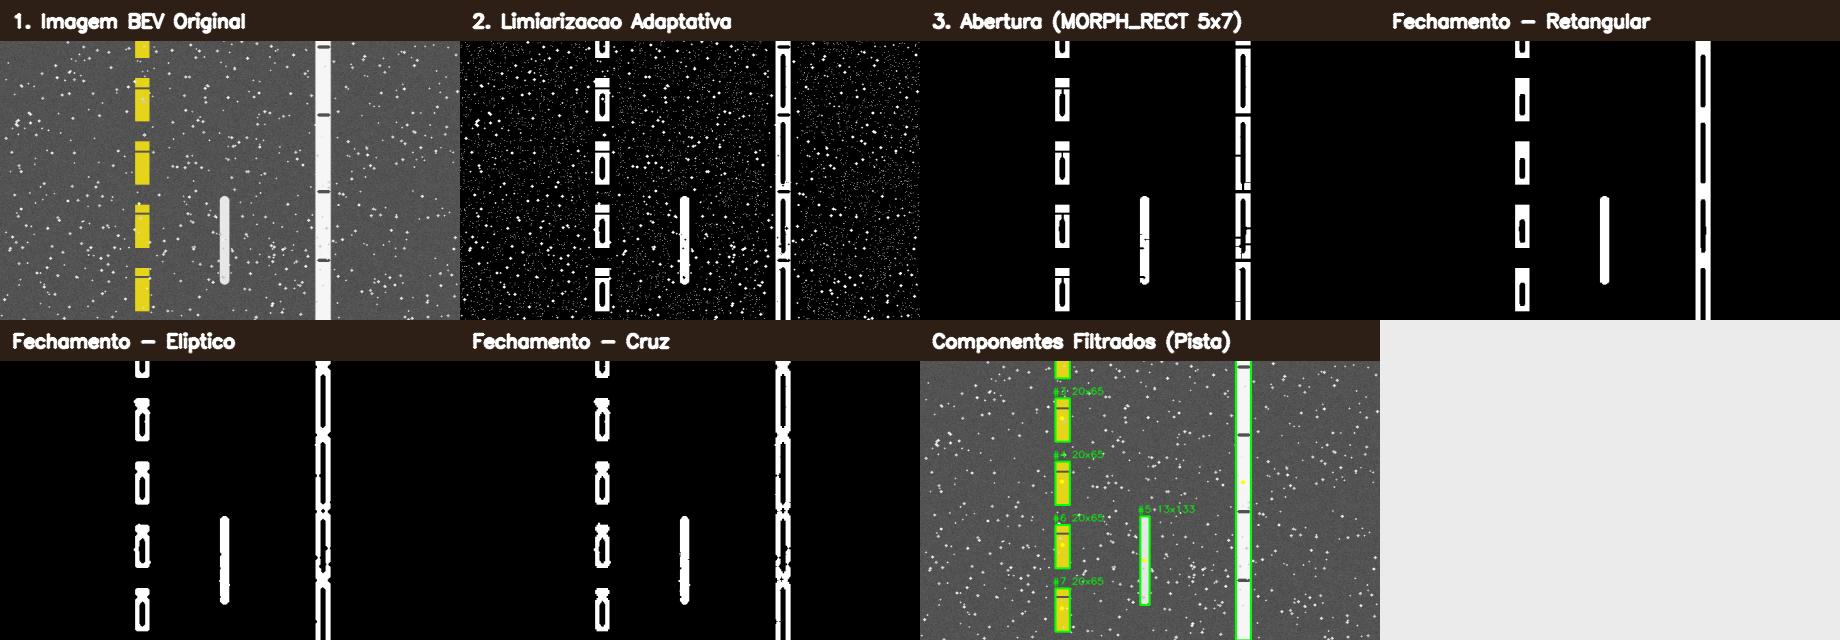 1. Imagem BEV Original
2. Limiarizacao Adaptativa
3. Abertura (MORPH_RECT 5x7)
Fechamento - Retangular
Fechamento - Eliptico
Fechamento - Cruz
Componentes Filtrados (Pista)
#3 20x65
#4 20x65
#5 13x133
#6 20x65
#7 20x65